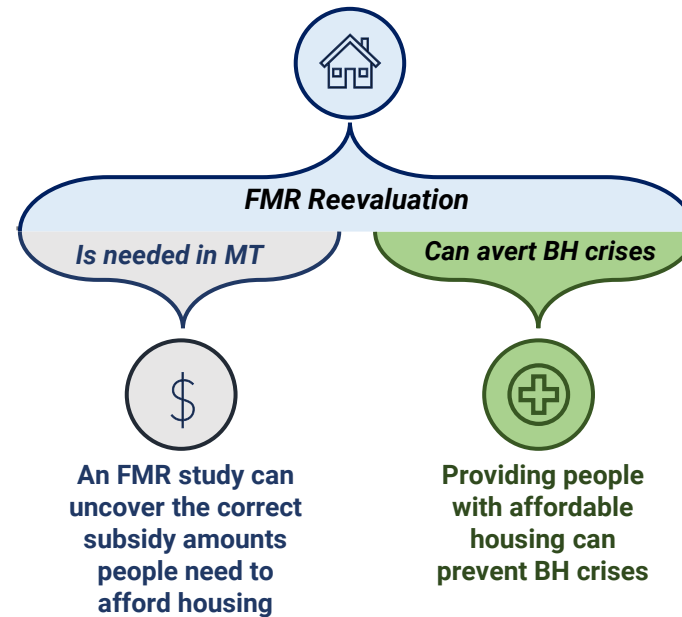 FMR Reevaluation
Is needed in MT
Can avert BH crises
$
An FMR study can
uncover the correct
subsidy amounts
people need to
afford housing
Providing people
with affordable
housing can
prevent BH crises